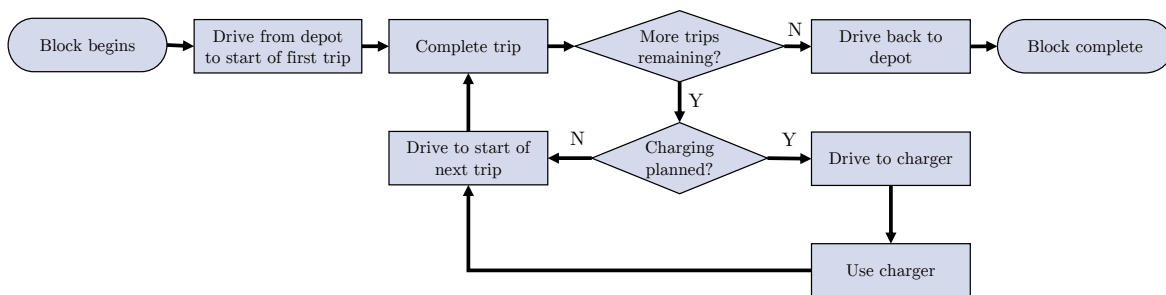 Block begins
Drive from depot
to start of first trip
Complete trip
More trips
remaining?
N
Drive back to
depot
Block complete
Y
Drive to start of
next trip
N
Charging
planned?
Y
Drive to charger
Use charger